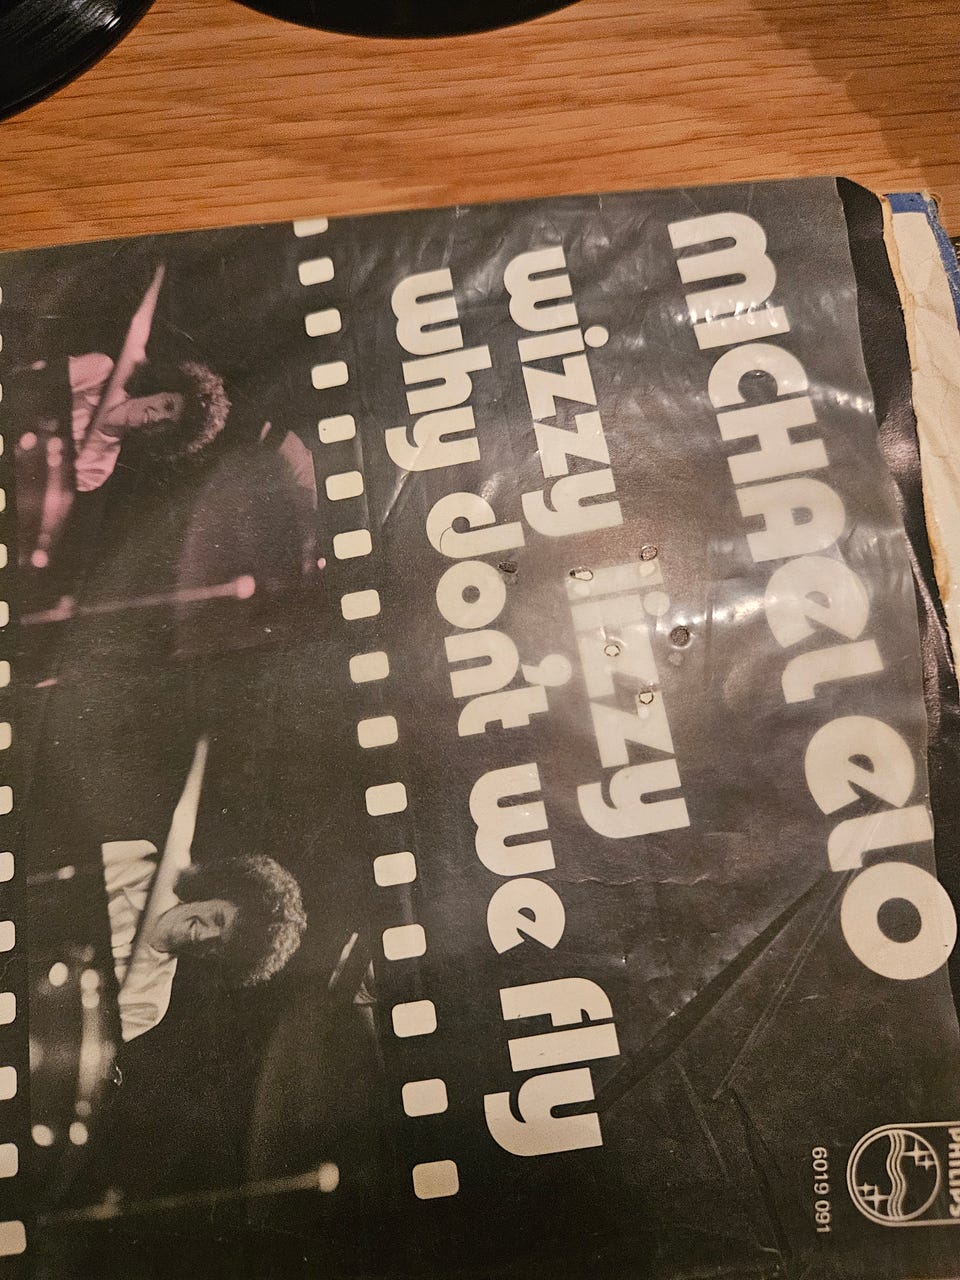 michael elo
wizzy lizzy
why don't we fly
PHILIPS
6019 091